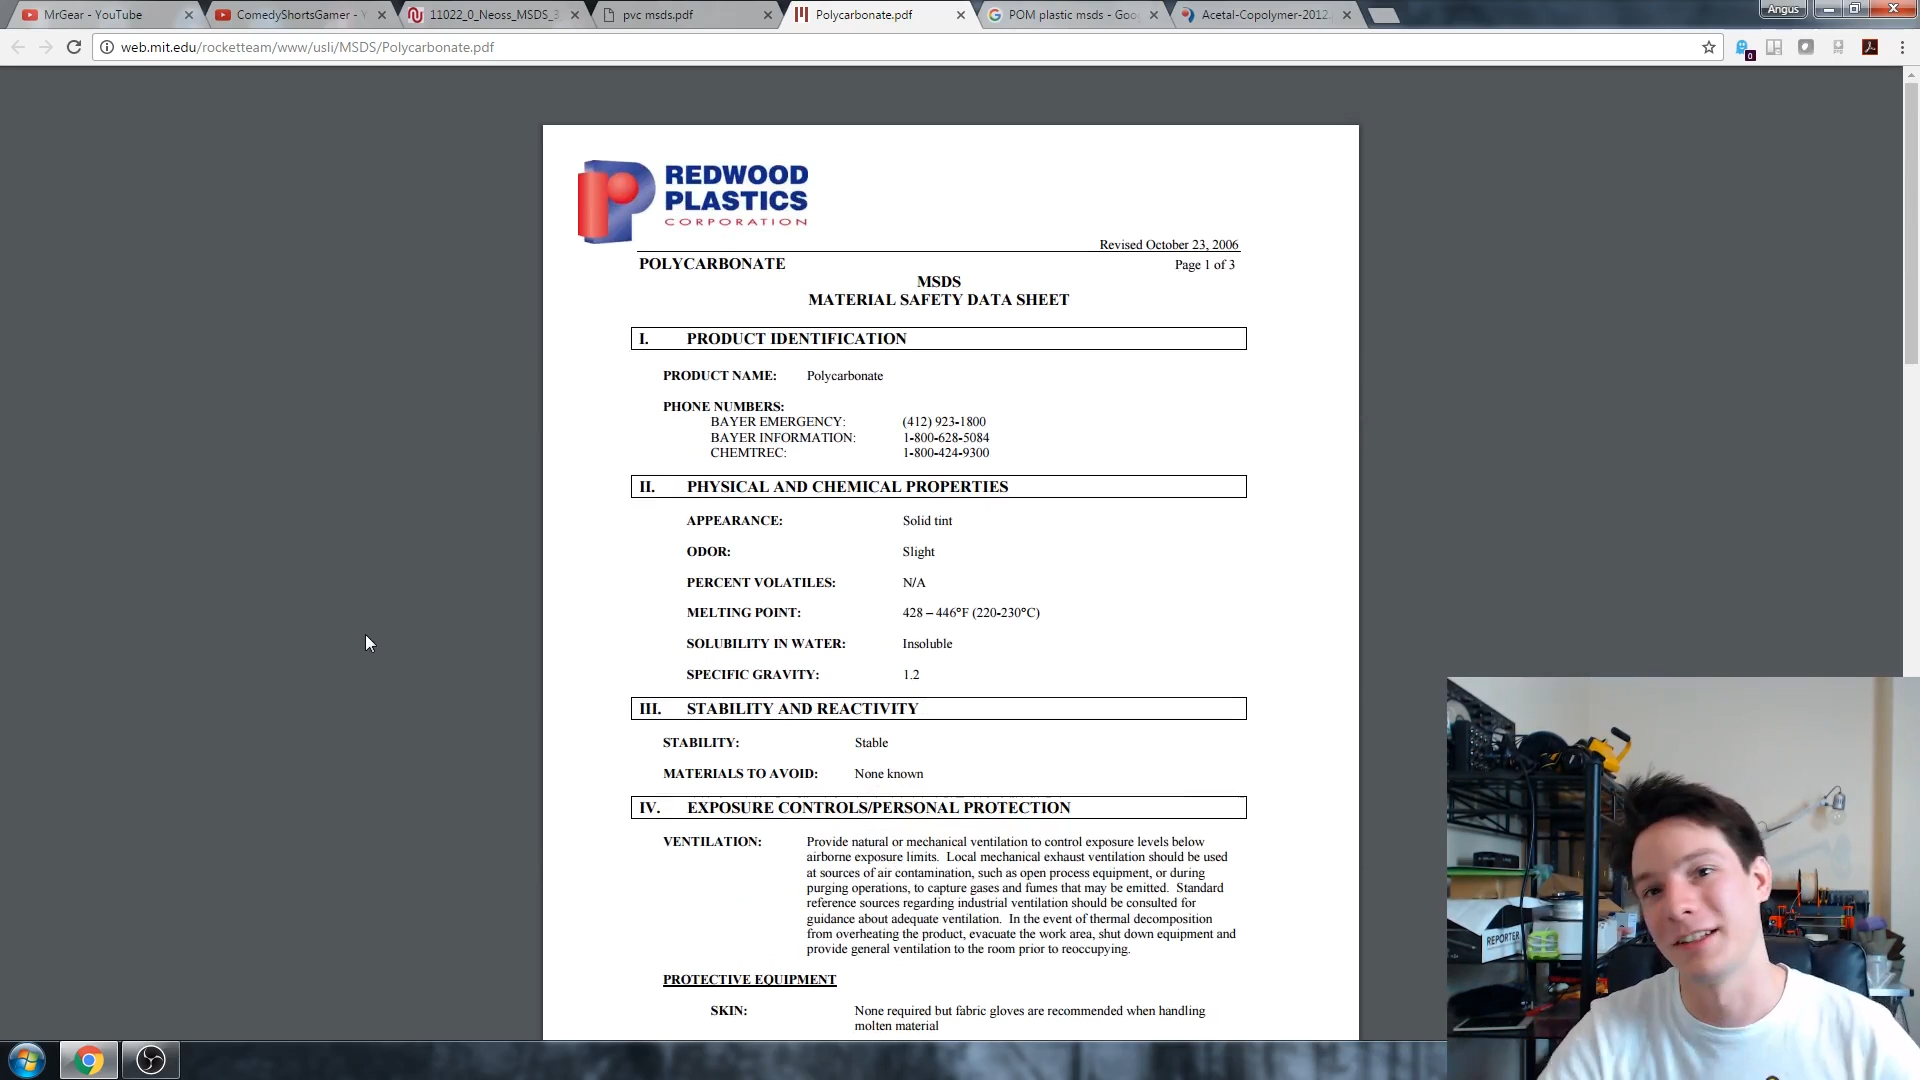 MrGear - YouTube
ComedyShortsGamer - Y
11022_0_Neoss_MSDS_3
pvc msds.pdf
Polycarbonate.pdf
POM plastic msds - Goo
Acetal-Copolymer-2012
Angus
web.mit.edu/rocketteam/www/usli/MSDS/Polycarbonate.pdf
0
REDWOOD
PLASTICS
CORPORATION
Revised October 23, 2006
POLYCARBONATE
Page 1 of 3
MSDS
MATERIAL SAFETY DATA SHEET
I. PRODUCT IDENTIFICATION
PRODUCT NAME: Polycarbonate
PHONE NUMBERS:
BAYER EMERGENCY: (412) 923-1800
BAYER INFORMATION: 1-800-628-5084
CHEMTREC: 1-800-424-9300
II. PHYSICAL AND CHEMICAL PROPERTIES
APPEARANCE: Solid tint
ODOR: Slight
PERCENT VOLATILES: N/A
MELTING POINT: 428 – 446°F (220-230°C)
SOLUBILITY IN WATER: Insoluble
SPECIFIC GRAVITY: 1.2
III. STABILITY AND REACTIVITY
STABILITY: Stable
MATERIALS TO AVOID: None known
IV. EXPOSURE CONTROLS/PERSONAL PROTECTION
VENTILATION: Provide natural or mechanical ventilation to control exposure levels below
airborne exposure limits. Local mechanical exhaust ventilation should be used
at sources of air contamination, such as open process equipment, or during
purging operations, to capture gases and fumes that may be emitted. Standard
reference sources regarding industrial ventilation should be consulted for
guidance about adequate ventilation. In the event of thermal decomposition
from overheating the product, evacuate the work area, shut down equipment and
provide general ventilation to the room prior to reoccupying.
PROTECTIVE EQUIPMENT
SKIN: None required but fabric gloves are recommended when handling
molten material
REPORTER